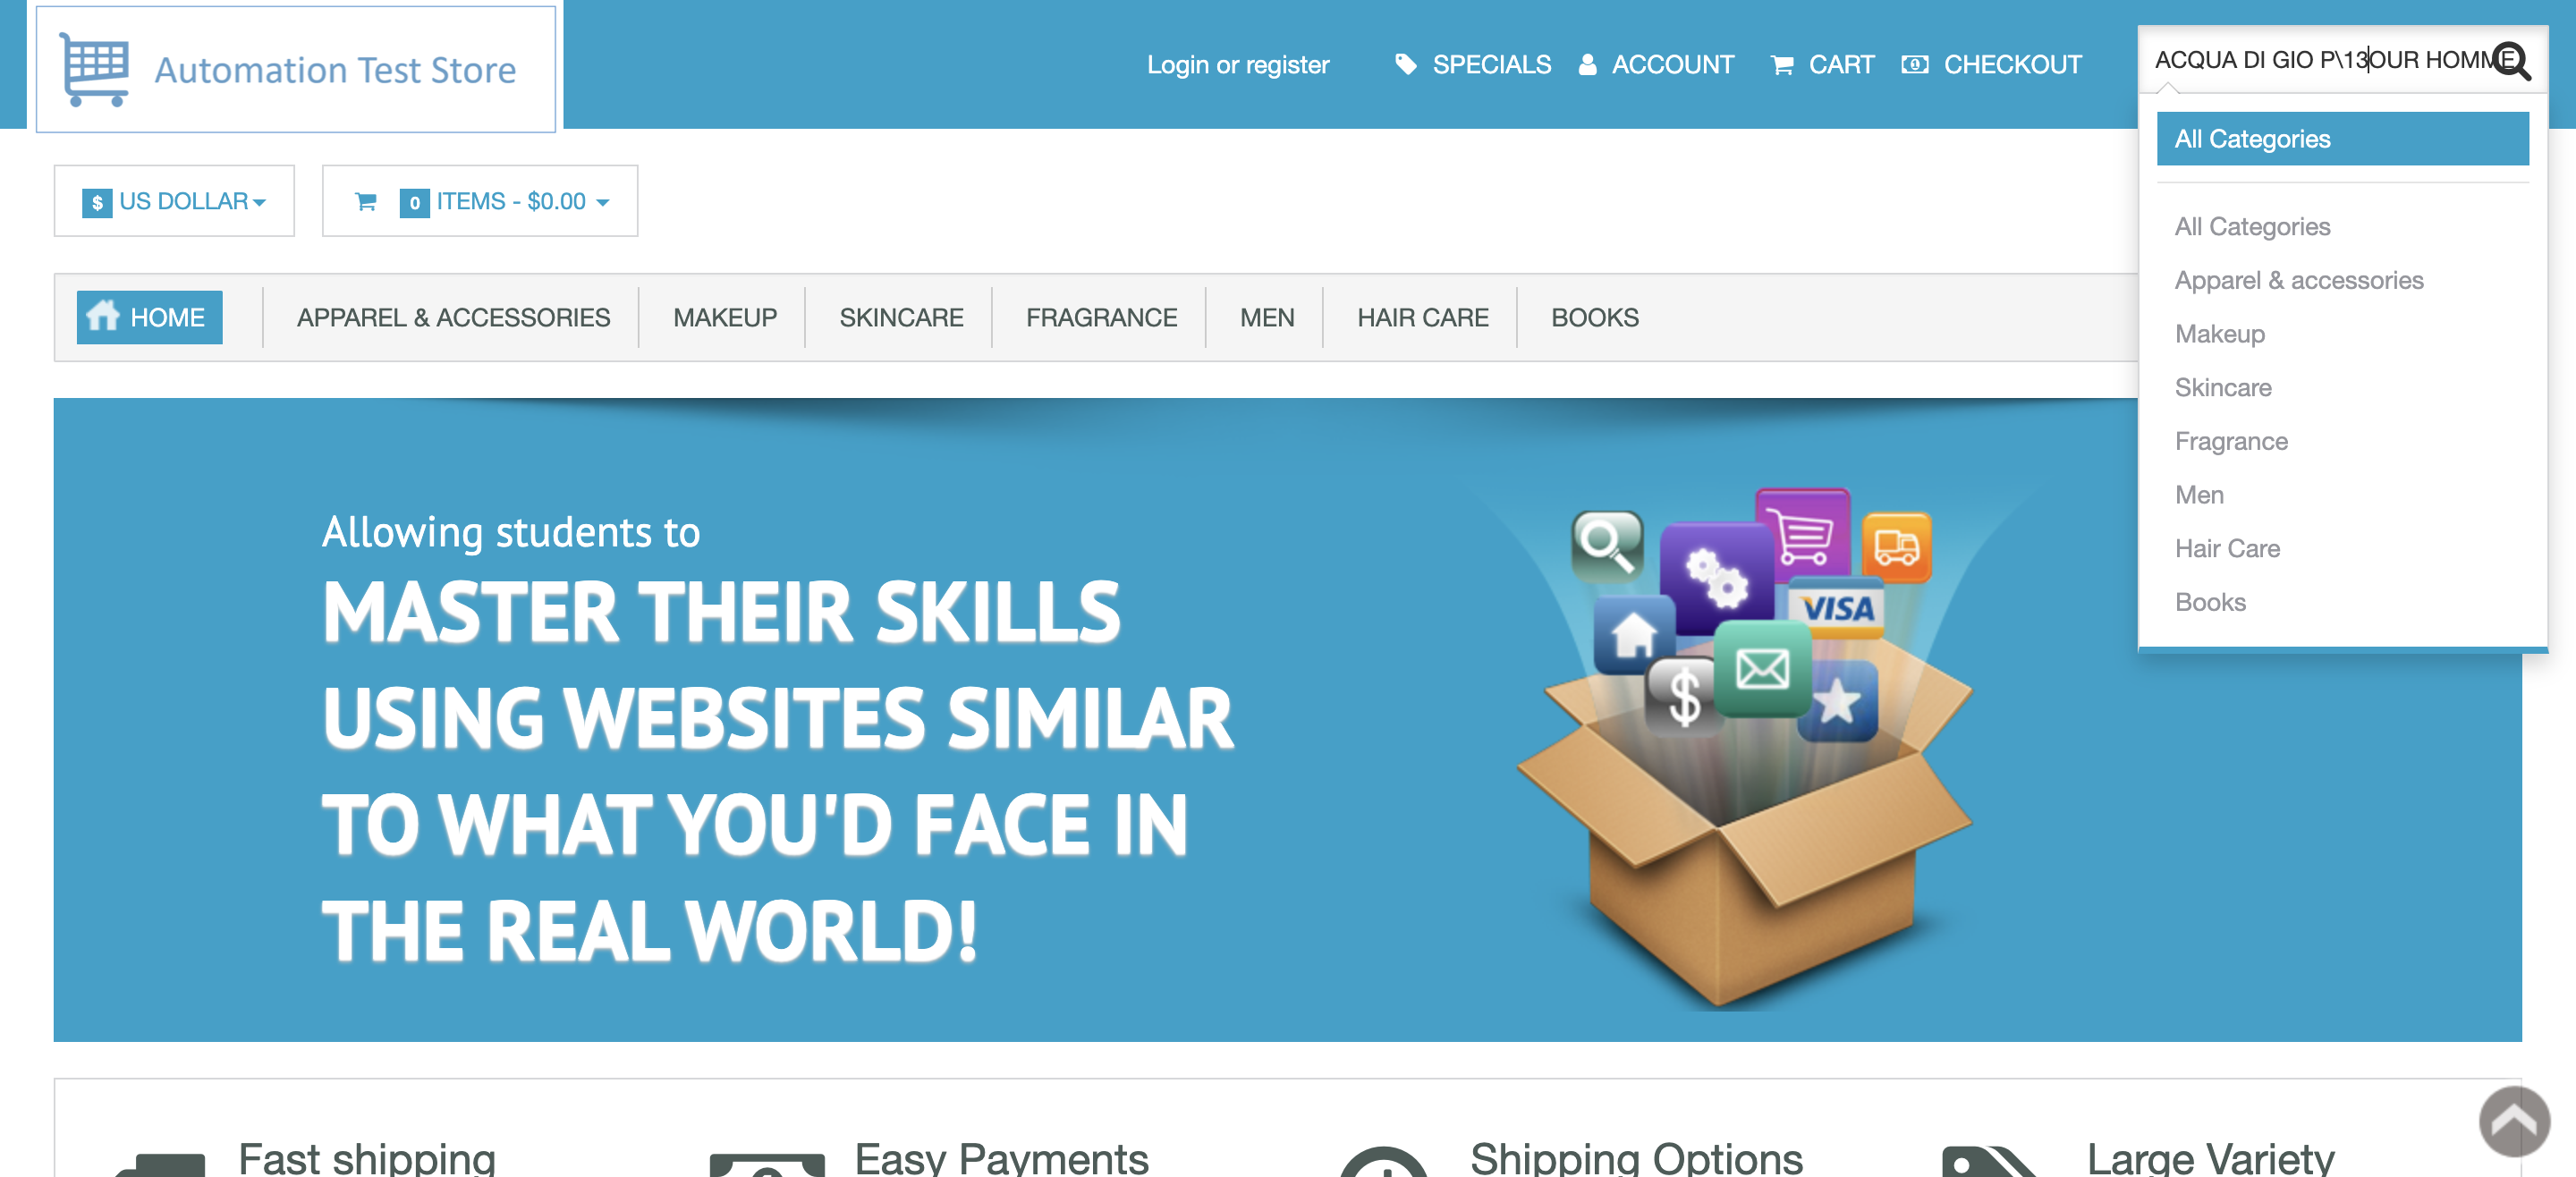 Automation Test Store
Login or register
SPECIALS
ACCOUNT
CART
CHECKOUT
ACQUA DI GIO P\13OUR HOMME
All Categories
All Categories
Apparel & accessories
Makeup
Skincare
Fragrance
Men
Hair Care
Books
$ US DOLLAR
0 ITEMS - $0.00
HOME
APPAREL & ACCESSORIES
MAKEUP
SKINCARE
FRAGRANCE
MEN
HAIR CARE
BOOKS
Allowing students to
MASTER THEIR SKILLS
USING WEBSITES SIMILAR
TO WHAT YOU'D FACE IN
THE REAL WORLD!
VISA
$
Fast shipping
Easy Payments
Shipping Options
Large Variety